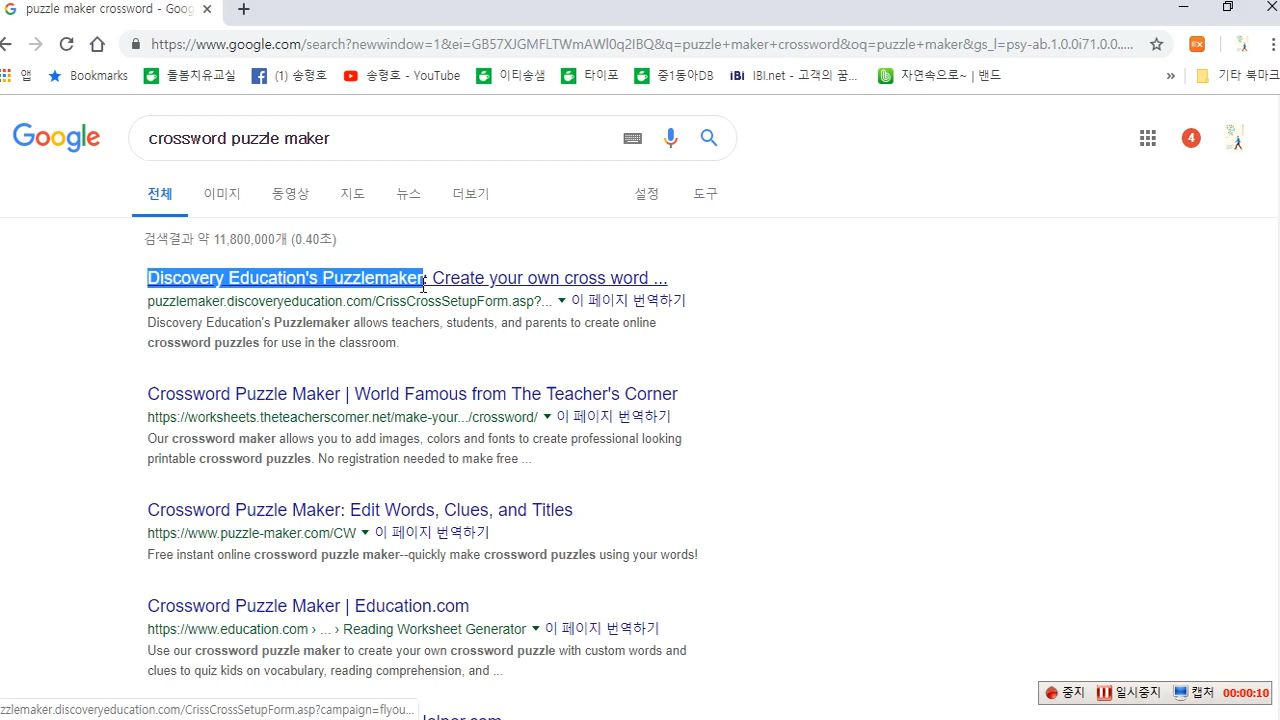 puzzle maker crossword - Goog
https://www.google.com/search?newwindow=1&ei=GBF7XJGMFLTWmAWl0q2IBQ&q=puzzle+maker+crossword&oq=puzzle+maker&gs_l=psy-ab.1.0.0i71.0.0.....
앱 Bookmarks 돌봄치유교실 (1) 송형호 송형호 - YouTube 이티송샘 타이포 중1동아리 IBI.net - 고객의 꿈... 자연속으로~ | 밴드 » 기타 북마크
Google crossword puzzle maker 4
전체 이미지 동영상 지도 뉴스 더보기 설정 도구
검색결과 약 11,800,000개 (0.40초)
Discovery Education's Puzzlemaker: Create your own cross word ...
puzzlemaker.discoveryeducation.com/CrissCrossSetupForm.asp?... 이 페이지 번역하기
Discovery Education's Puzzlemaker allows teachers, students, and parents to create online
crossword puzzles for use in the classroom.
Crossword Puzzle Maker | World Famous from The Teacher's Corner
https://worksheets.theteacherscorner.net/make-your.../crossword/ 이 페이지 번역하기
Our crossword maker allows you to add images, colors and fonts to create professional looking
printable crossword puzzles. No registration needed to make free ...
Crossword Puzzle Maker: Edit Words, Clues, and Titles
https://www.puzzle-maker.com/CW 이 페이지 번역하기
Free instant online crossword puzzle maker--quickly make crossword puzzles using your words!
Crossword Puzzle Maker | Education.com
https://www.education.com › ... › Reading Worksheet Generator 이 페이지 번역하기
Use our crossword puzzle maker to create your own crossword puzzle with custom words and
clues to quiz kids on vocabulary, reading comprehension, and ...
중지 일시중지 캡처 00:00:10
zzlemaker.discoveryeducation.com/CrissCrossSetupForm.asp?campaign=flyou...